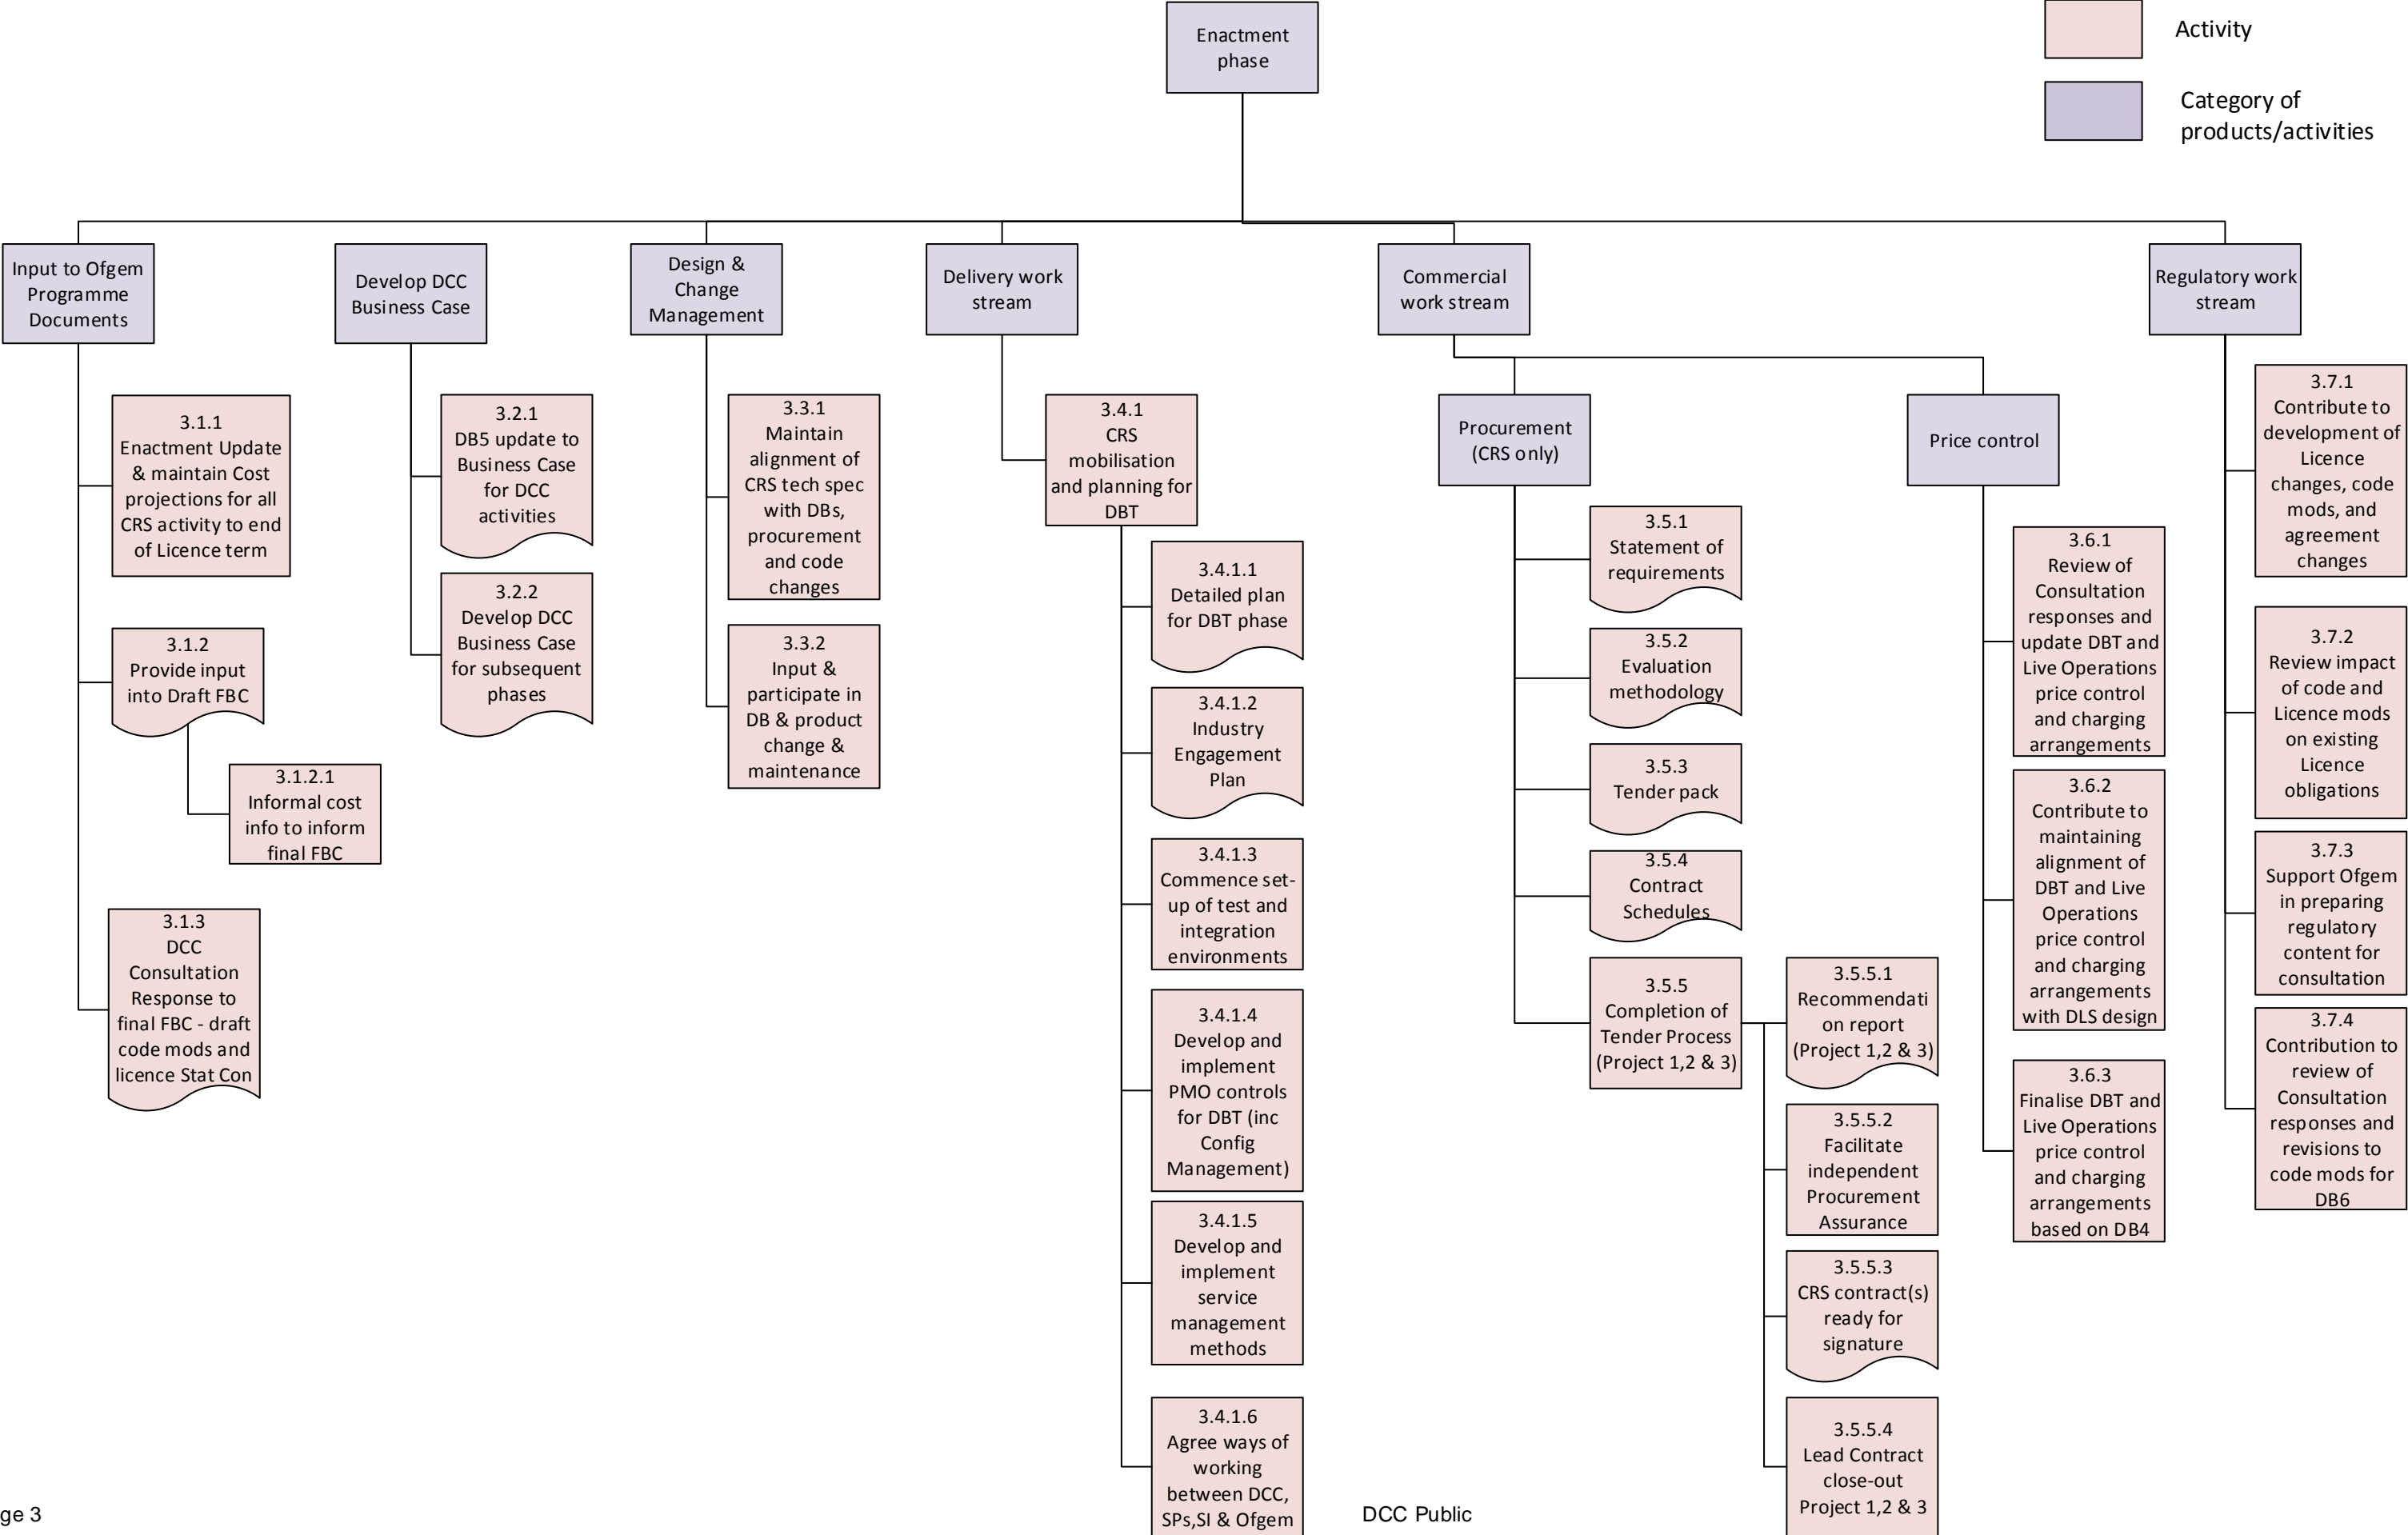 Enactment
phase
Activity
Category of
products/activities
Input to Ofgem
Programme
Documents
Develop DCC
Business Case
Design &
Change
Management
Delivery work
stream
Commercial
work stream
Regulatory work
stream
3.1.1
Enactment Update
& maintain Cost
projections for all
CRS activity to end
of Licence term
3.1.2
Provide input
into Draft FBC
3.1.2.1
Informal cost
info to inform
final FBC
3.1.3
DCC
Consultation
Response to
final FBC - draft
code mods and
licence Stat Con
3.2.1
DB5 update to
Business Case
for DCC
activities
3.2.2
Develop DCC
Business Case
for subsequent
phases
3.3.1
Maintain
alignment of
CRS tech spec
with DBs,
procurement
and code
changes
3.3.2
Input &
participate in
DB & product
change &
maintenance
3.4.1
CRS
mobilisation
and planning for
DBT
3.4.1.1
Detailed plan
for DBT phase
3.4.1.2
Industry
Engagement
Plan
3.4.1.3
Commence set-
up of test and
integration
environments
3.4.1.4
Develop and
implement
PMO controls
for DBT (inc
Config
Management)
3.4.1.5
Develop and
implement
service
management
methods
3.4.1.6
Agree ways of
working
between DCC,
SPs,SI & Ofgem
Procurement
(CRS only)
3.5.1
Statement of
requirements
3.5.2
Evaluation
methodology
3.5.3
Tender pack
3.5.4
Contract
Schedules
3.5.5
Completion of
Tender Process
(Project 1,2 & 3)
3.5.5.1
Recommendati
on report
(Project 1,2 & 3)
3.5.5.2
Facilitate
independent
Procurement
Assurance
3.5.5.3
CRS contract(s)
ready for
signature
3.5.5.4
Lead Contract
close-out
Project 1,2 & 3
Price control
3.6.1
Review of
Consultation
responses and
update DBT and
Live Operations
price control
and charging
arrangements
3.6.2
Contribute to
maintaining
alignment of
DBT and Live
Operations
price control
and charging
arrangements
with DLS design
3.6.3
Finalise DBT and
Live Operations
price control
and charging
arrangements
based on DB4
3.7.1
Contribute to
development of
Licence
changes, code
mods, and
agreement
changes
3.7.2
Review impact
of code and
Licence mods
on existing
Licence
obligations
3.7.3
Support Ofgem
in preparing
regulatory
content for
consultation
3.7.4
Contribution to
review of
Consultation
responses and
revisions to
code mods for
DB6
ge 3
DCC Public